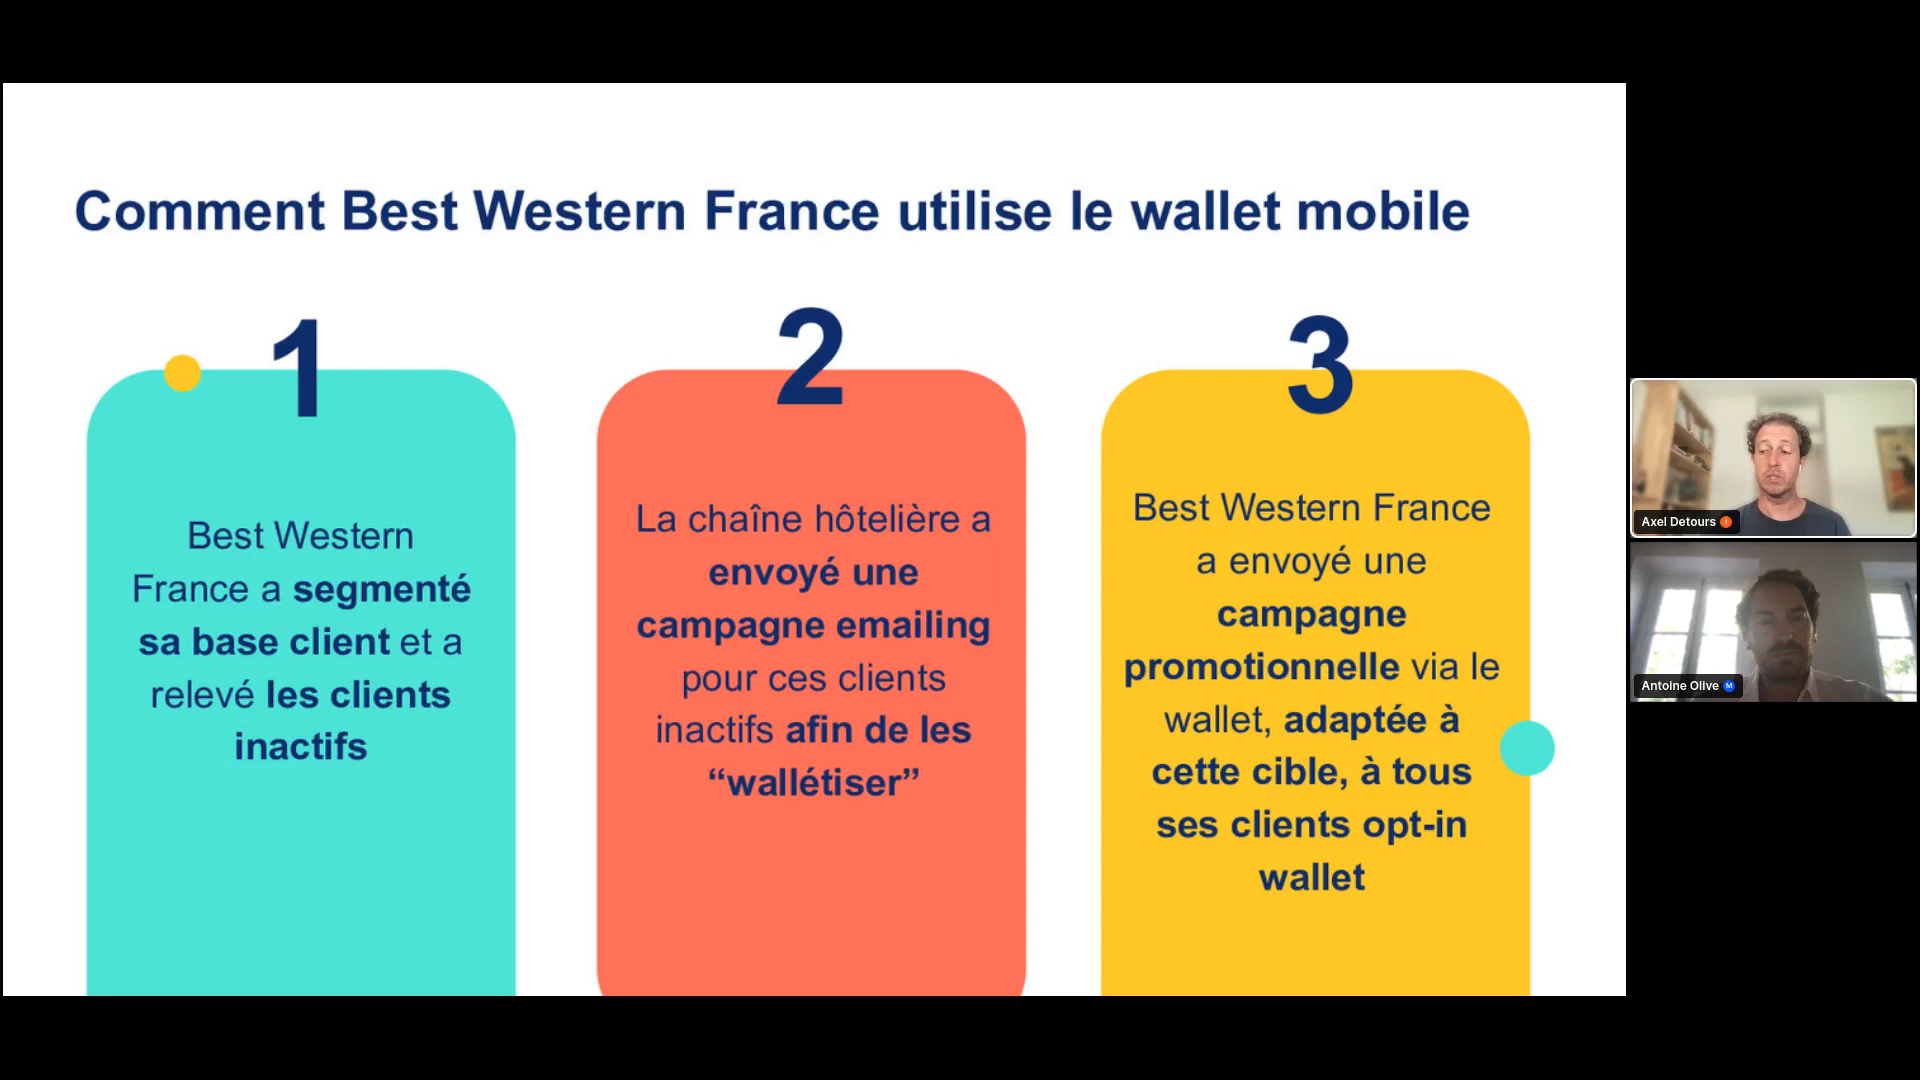 Comment Best Western France utilise le wallet mobile
1
Best Western
France a segmenté
sa base client et a
relevé les clients
inactifs
2
La chaîne hôtelière a
envoyé une
campagne emailing
pour ces clients
inactifs afin de les
“wallétiser”
3
Best Western France
a envoyé une
campagne
promotionnelle via le
wallet, adaptée à
cette cible, à tous
ses clients opt-in
wallet
Axel Detours I
Antoine Olive M